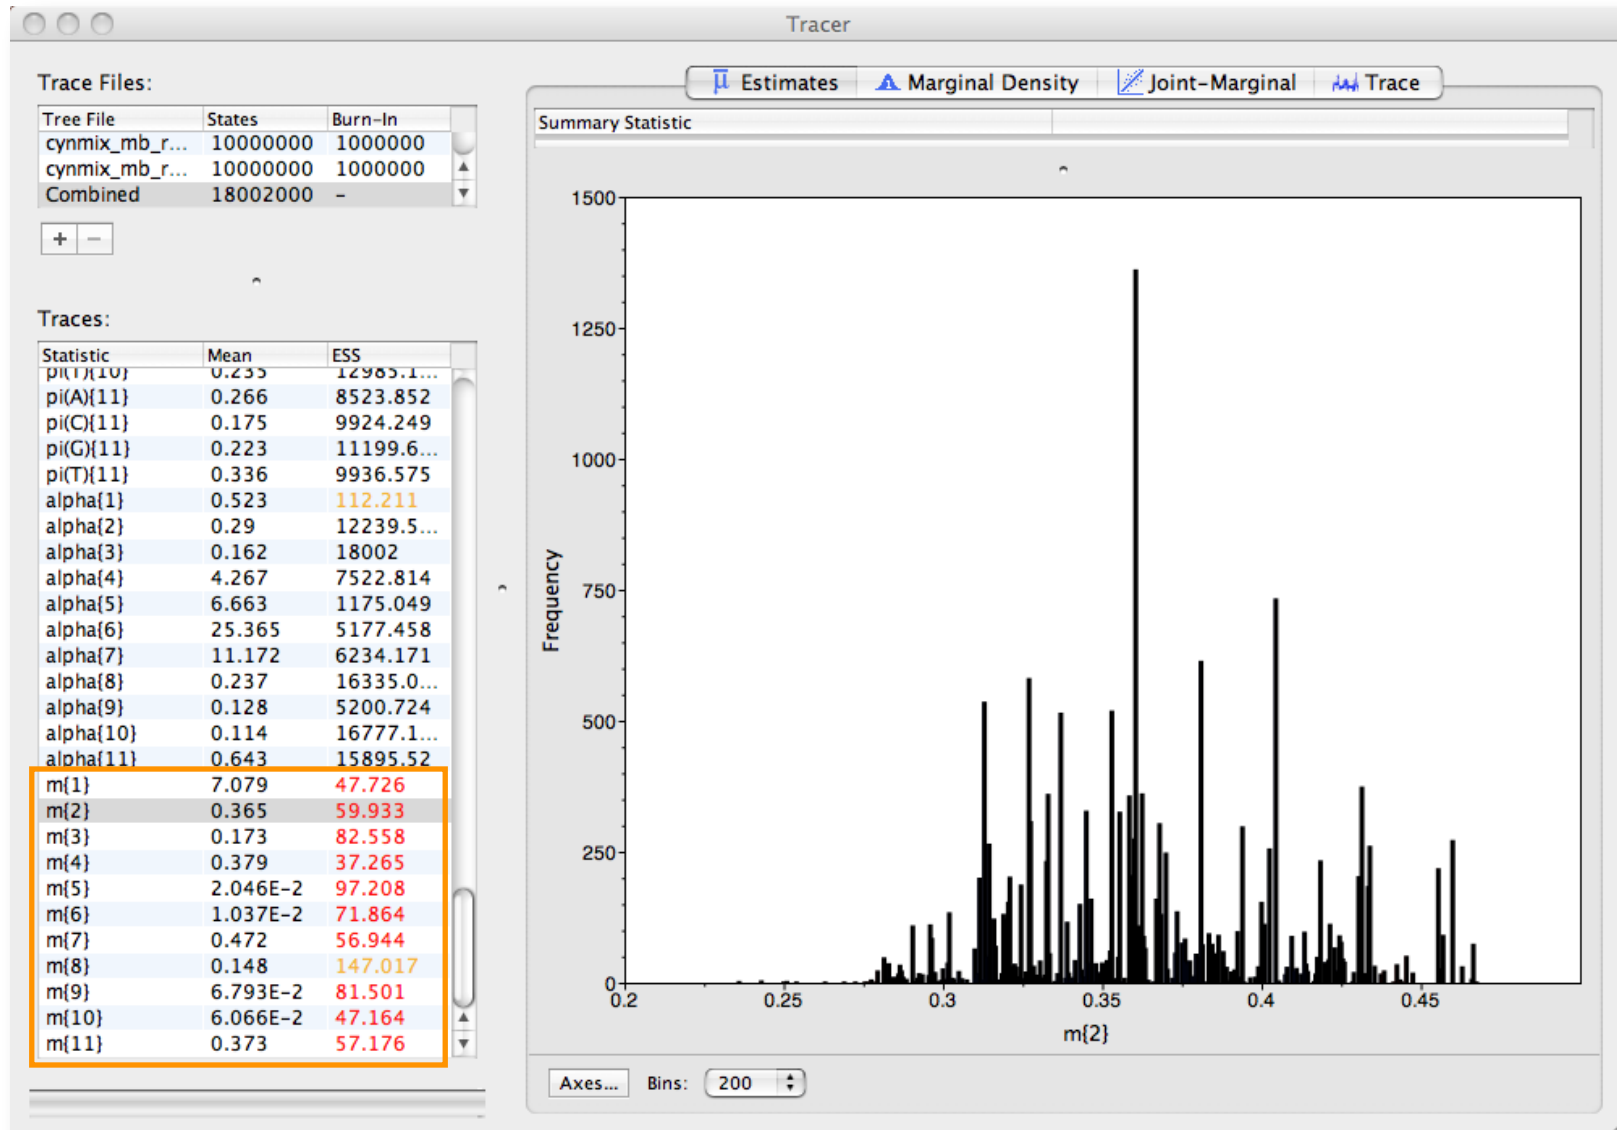 Tracer
Trace Files:
Tree File States Burn-In
cynmix_mb_r... 10000000 1000000
cynmix_mb_r... 10000000 1000000
Combined 18002000 -
+ -
Traces:
Statistic Mean ESS
pi(T){10} 0.235 12985.1...
pi(A){11} 0.266 8523.852
pi(C){11} 0.175 9924.249
pi(G){11} 0.223 11199.6...
pi(T){11} 0.336 9936.575
alpha{1} 0.523 112.211
alpha{2} 0.29 12239.5...
alpha{3} 0.162 18002
alpha{4} 4.267 7522.814
alpha{5} 6.663 1175.049
alpha{6} 25.365 5177.458
alpha{7} 11.172 6234.171
alpha{8} 0.237 16335.0...
alpha{9} 0.128 5200.724
alpha{10} 0.114 16777.1...
alpha{11} 0.643 15895.52
m{1} 7.079 47.726
m{2} 0.365 59.933
m{3} 0.173 82.558
m{4} 0.379 37.265
m{5} 2.046E-2 97.208
m{6} 1.037E-2 71.864
m{7} 0.472 56.944
m{8} 0.148 147.017
m{9} 6.793E-2 81.501
m{10} 6.066E-2 47.164
m{11} 0.373 57.176
μ Estimates Marginal Density Joint-Marginal Trace
Summary Statistic
1500
1250
1000
750
500
250
0
Frequency
0.2 0.25 0.3 0.35 0.4 0.45
m{2}
Axes... Bins: 200